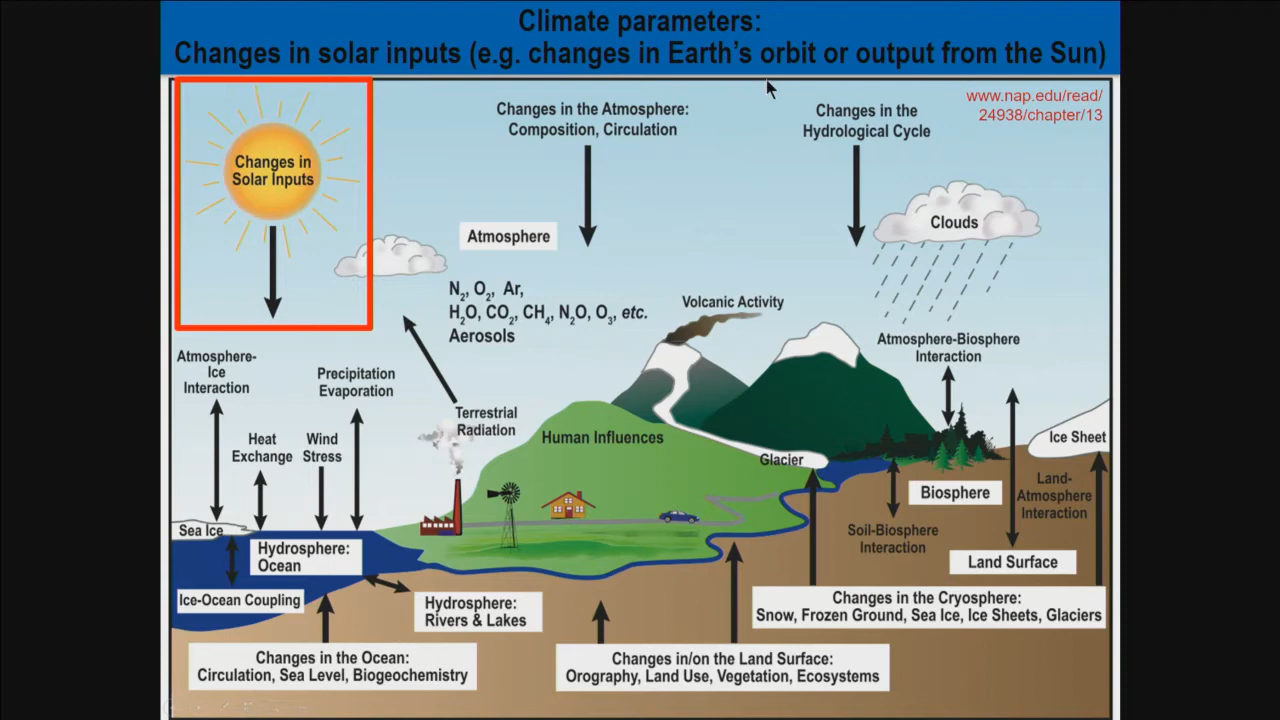 Climate parameters:
Changes in solar inputs (e.g. changes in Earth's orbit or output from the Sun)
www.nap.edu/read/
24938/chapter/13
Changes in
Solar Inputs
Changes in the Atmosphere:
Composition, Circulation
Changes in the
Hydrological Cycle
Clouds
Atmosphere
N₂, O₂, Ar,
H₂O, CO₂, CH₄, N₂O, O₃, etc.
Aerosols
Volcanic Activity
Atmosphere-
Ice
Interaction
Precipitation
Evaporation
Atmosphere-Biosphere
Interaction
Terrestrial
Radiation
Heat
Exchange
Wind
Stress
Human Influences
Glacier
Ice Sheet
Biosphere
Land-
Atmosphere
Interaction
Sea Ice
Soil-Biosphere
Interaction
Hydrosphere:
Ocean
Land Surface
Ice-Ocean Coupling
Hydrosphere:
Rivers & Lakes
Changes in the Cryosphere:
Snow, Frozen Ground, Sea Ice, Ice Sheets, Glaciers
Changes in the Ocean:
Circulation, Sea Level, Biogeochemistry
Changes in/on the Land Surface:
Orography, Land Use, Vegetation, Ecosystems